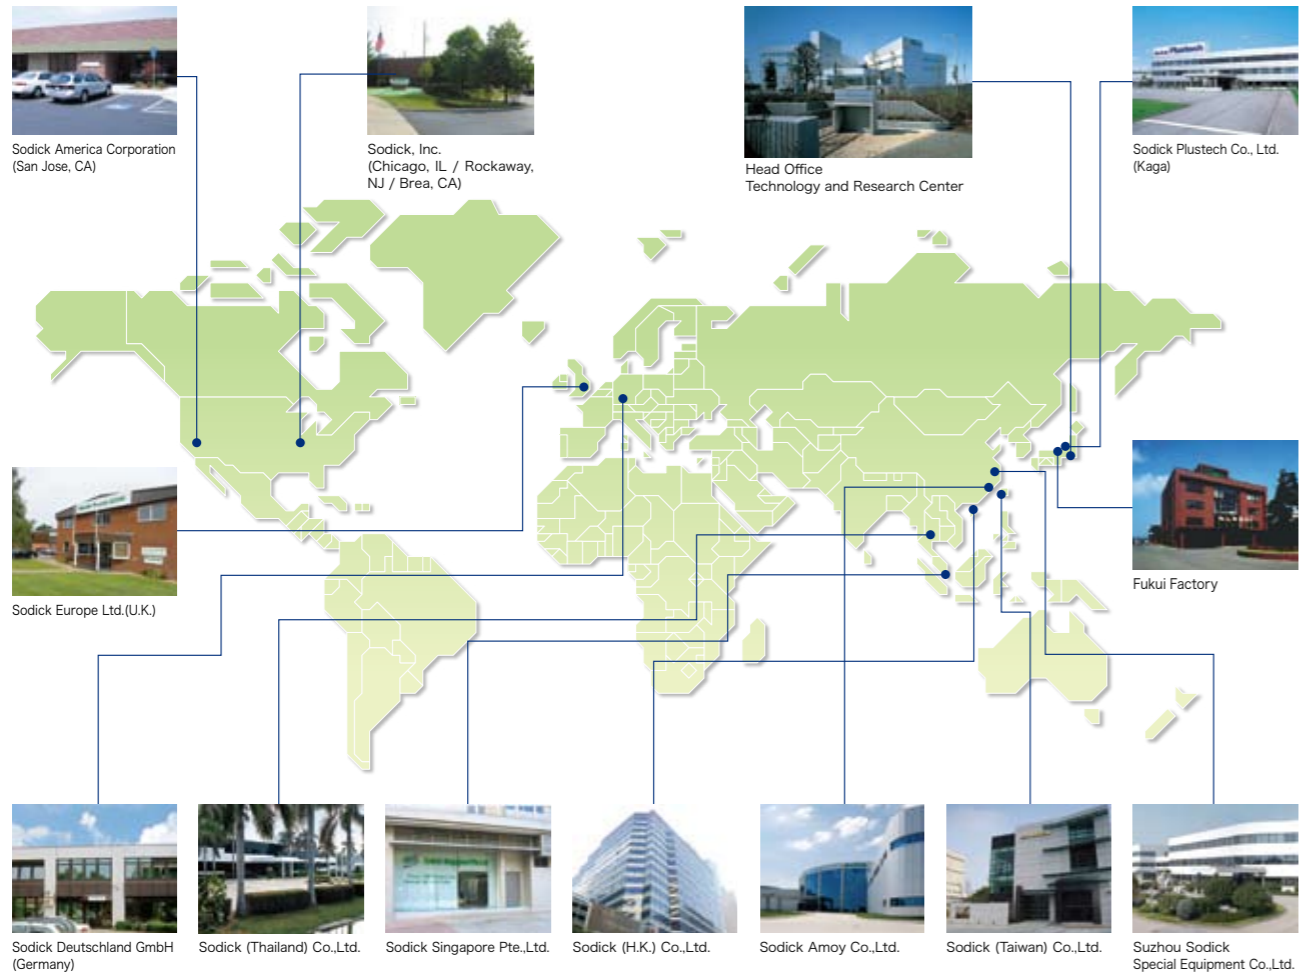 Sodick America Corporation
(San Jose, CA)
Sodick, Inc.
(Chicago, IL / Rockaway,
NJ / Brea, CA)
Head Office
Technology and Research Center
Plustech
Sodick Plustech Co., Ltd.
(Kaga)
Sodick Europe Ltd.(U.K.)
Fukui Factory
Sodick Deutschland GmbH
(Germany)
Sodick (Thailand) Co.,Ltd.
Sodick Singapore Pte.,Ltd.
Sodick (H.K.) Co.,Ltd.
Sodick Amoy Co.,Ltd.
Sodick (Taiwan) Co.,Ltd.
Suzhou Sodick
Special Equipment Co.,Ltd.